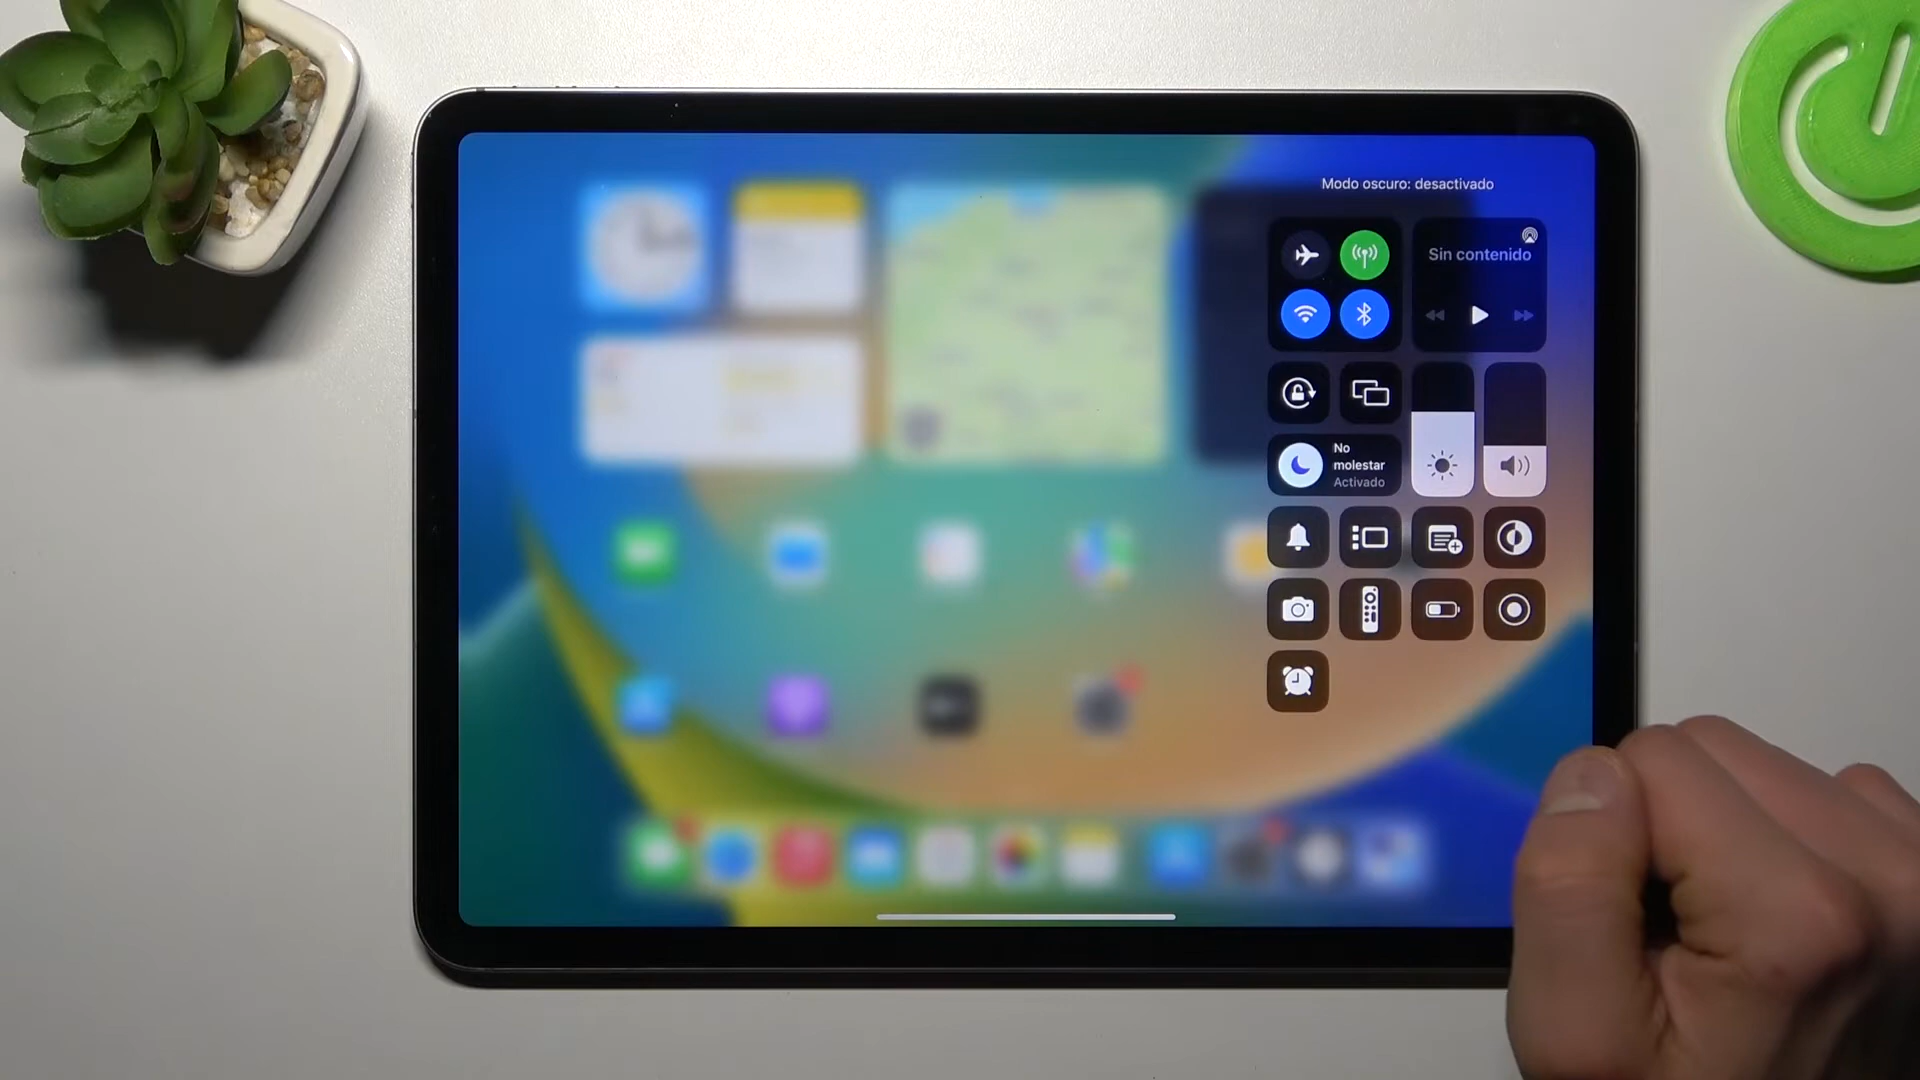 Modo oscuro: desactivado
Sin contenido
No
molestar
Activado